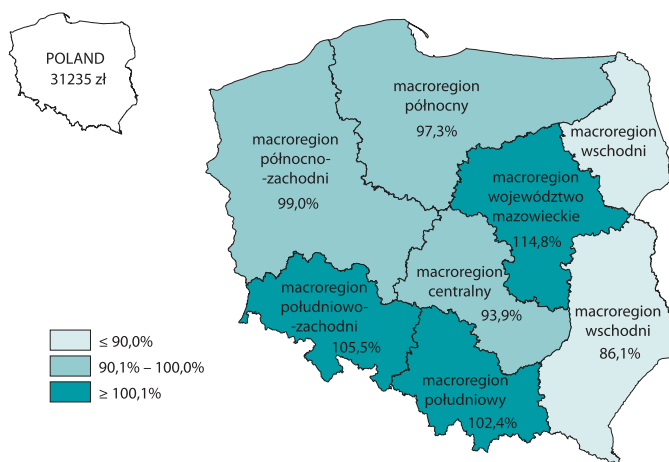 POLAND
31235 zł
macroregion
północny
97,3%
macroregion
północno-
-zachodni
99,0%
macroregion
wschodni
macroregion
województwo
mazowieckie
114,8%
macroregion
centralny
93,9%
macroregion
południowo-
-zachodni
105,5%
macroregion
wschodni
86,1%
macroregion
południowy
102,4%
≤ 90,0%
90,1% – 100,0%
≥ 100,1%